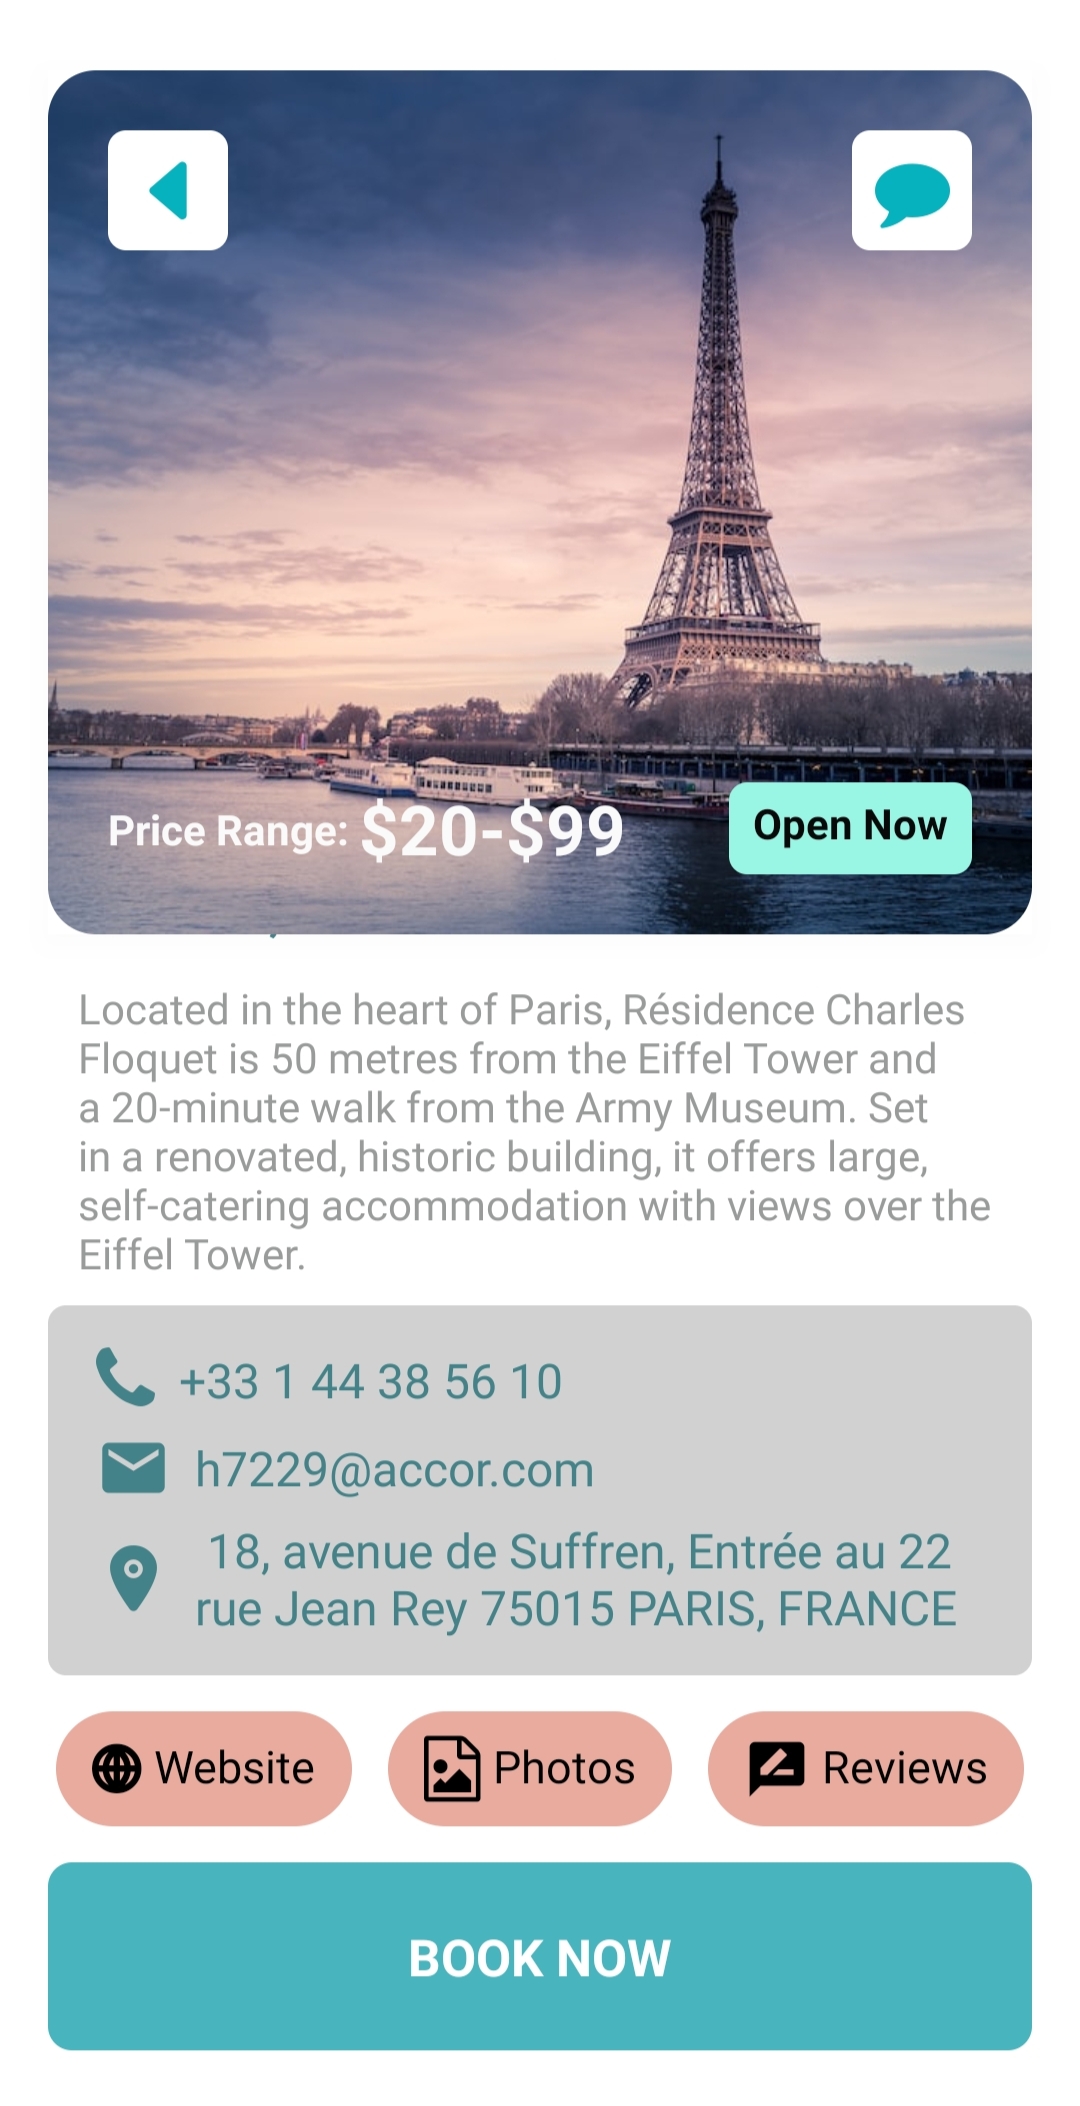 Price Range: $20-$99
Open Now
Located in the heart of Paris, Résidence Charles
Floquet is 50 metres from the Eiffel Tower and
a 20-minute walk from the Army Museum. Set
in a renovated, historic building, it offers large,
self-catering accommodation with views over the
Eiffel Tower.
+33 1 44 38 56 10
h7229@accor.com
18, avenue de Suffren, Entrée au 22
rue Jean Rey 75015 PARIS, FRANCE
Website
Photos
Reviews
BOOK NOW